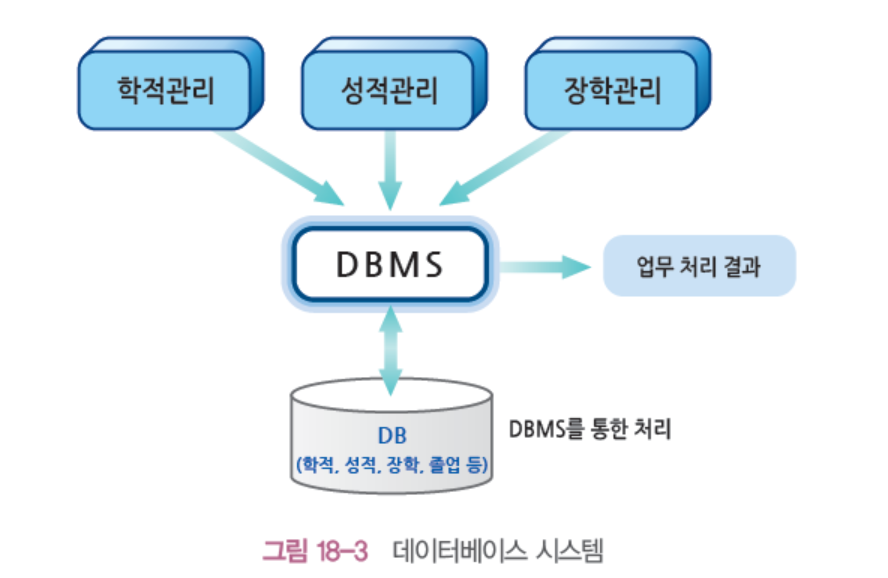 학적관리
성적관리
장학관리
DBMS
업무 처리 결과
DB
(학적, 성적, 장학, 졸업 등)
DBMS를 통한 처리
그림 18-3 데이터베이스 시스템